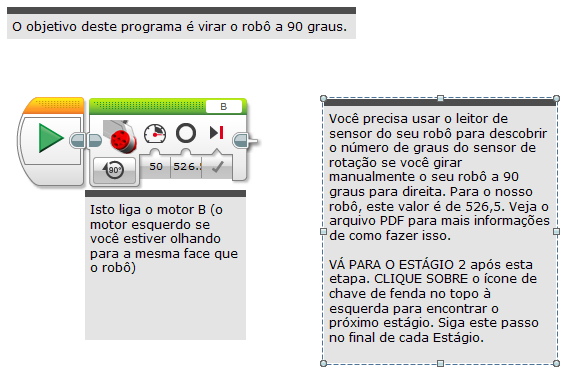 O objetivo deste programa é virar o robô a 90 graus.
B
90°
50
526.5
Isto liga o motor B (o
motor esquerdo se
você estiver olhando
para a mesma face que
o robô)
Você precisa usar o leitor de
sensor do seu robô para descobrir
o número de graus do sensor de
rotação se você girar
manualmente o seu robô a 90
graus para direita. Para o nosso
robô, este valor é de 526,5. Veja o
arquivo PDF para mais informações
de como fazer isso.
VÁ PARA O ESTÁGIO 2 após esta
etapa. CLIQUE SOBRE o ícone de
chave de fenda no topo à
esquerda para encontrar o
próximo estágio. Siga este passo
no final de cada Estágio.